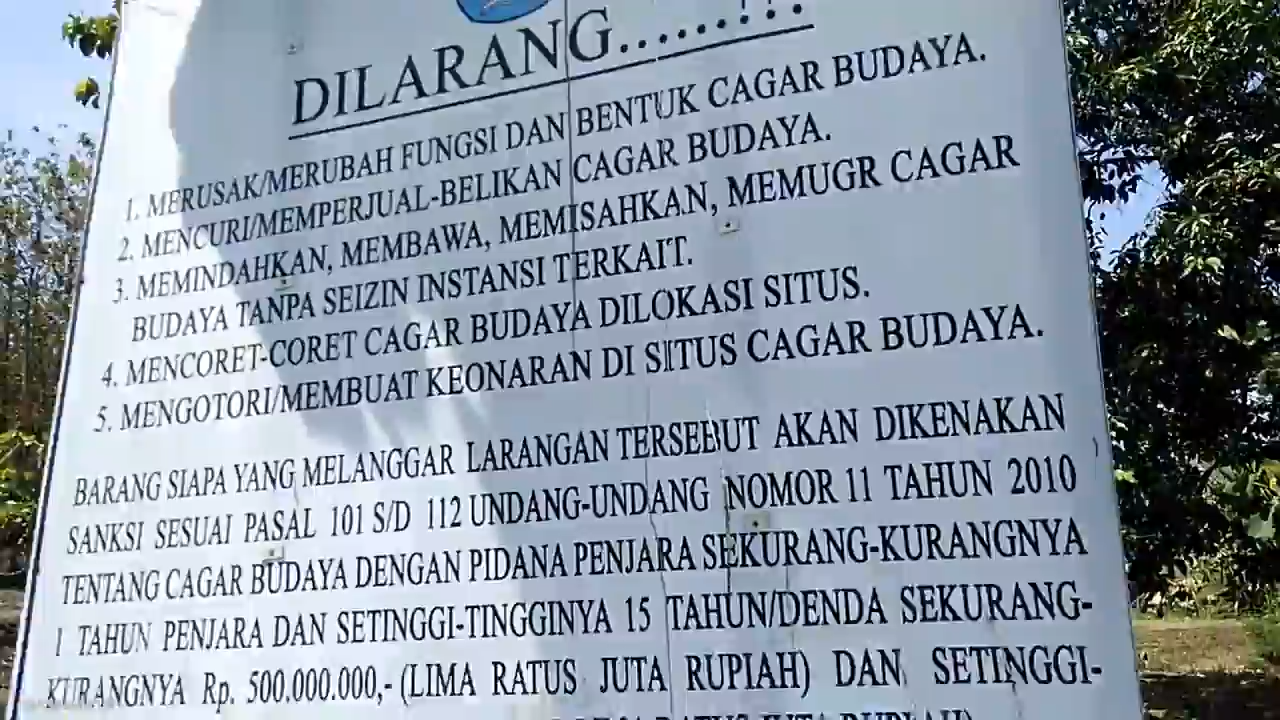 DILARANG.........
1. MERUSAK/MERUBAH FUNGSI DAN BENTUK CAGAR BUDAYA.
2. MENCURI/MEMPERJUAL-BELIKAN CAGAR BUDAYA.
3. MEMINDAHKAN, MEMBAWA, MEMISAHKAN, MEMUGR CAGAR
BUDAYA TANPA SEIZIN INSTANSI TERKAIT.
4. MENCORET-CORET CAGAR BUDAYA DILOKASI SITUS.
5. MENGOTORI/MEMBUAT KEONARAN DI SITUS CAGAR BUDAYA.
BARANG SIAPA YANG MELANGGAR LARANGAN TERSEBUT AKAN DIKENAKAN
SANKSI SESUAI PASAL 101 S/D 112 UNDANG-UNDANG NOMOR 11 TAHUN 2010
TENTANG CAGAR BUDAYA DENGAN PIDANA PENJARA SEKURANG-KURANGNYA
1 TAHUN PENJARA DAN SETINGGI-TINGGINYA 15 TAHUN/DENDA SEKURANG-
KURANGNYA Rp. 500.000.000,- (LIMA RATUS JUTA RUPIAH) DAN SETINGGI-
RATUS JUTA RUPIAH)